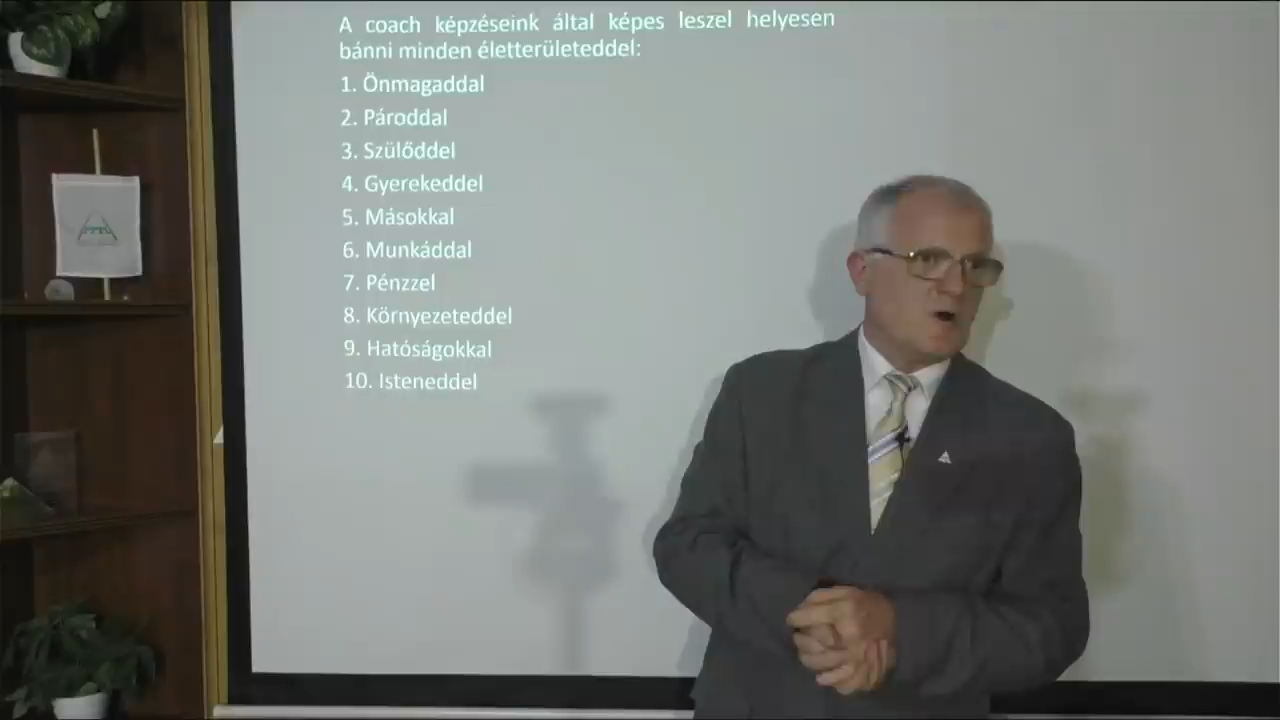 A coach képzéseink által képes leszel helyesen
bánni minden életterületeddel:
1. Önmagaddal
2. Pároddal
3. Szülőddel
4. Gyerekeddel
5. Másokkal
6. Munkáddal
7. Pénzzel
8. Környezeteddel
9. Hatóságokkal
10. Isteneddel